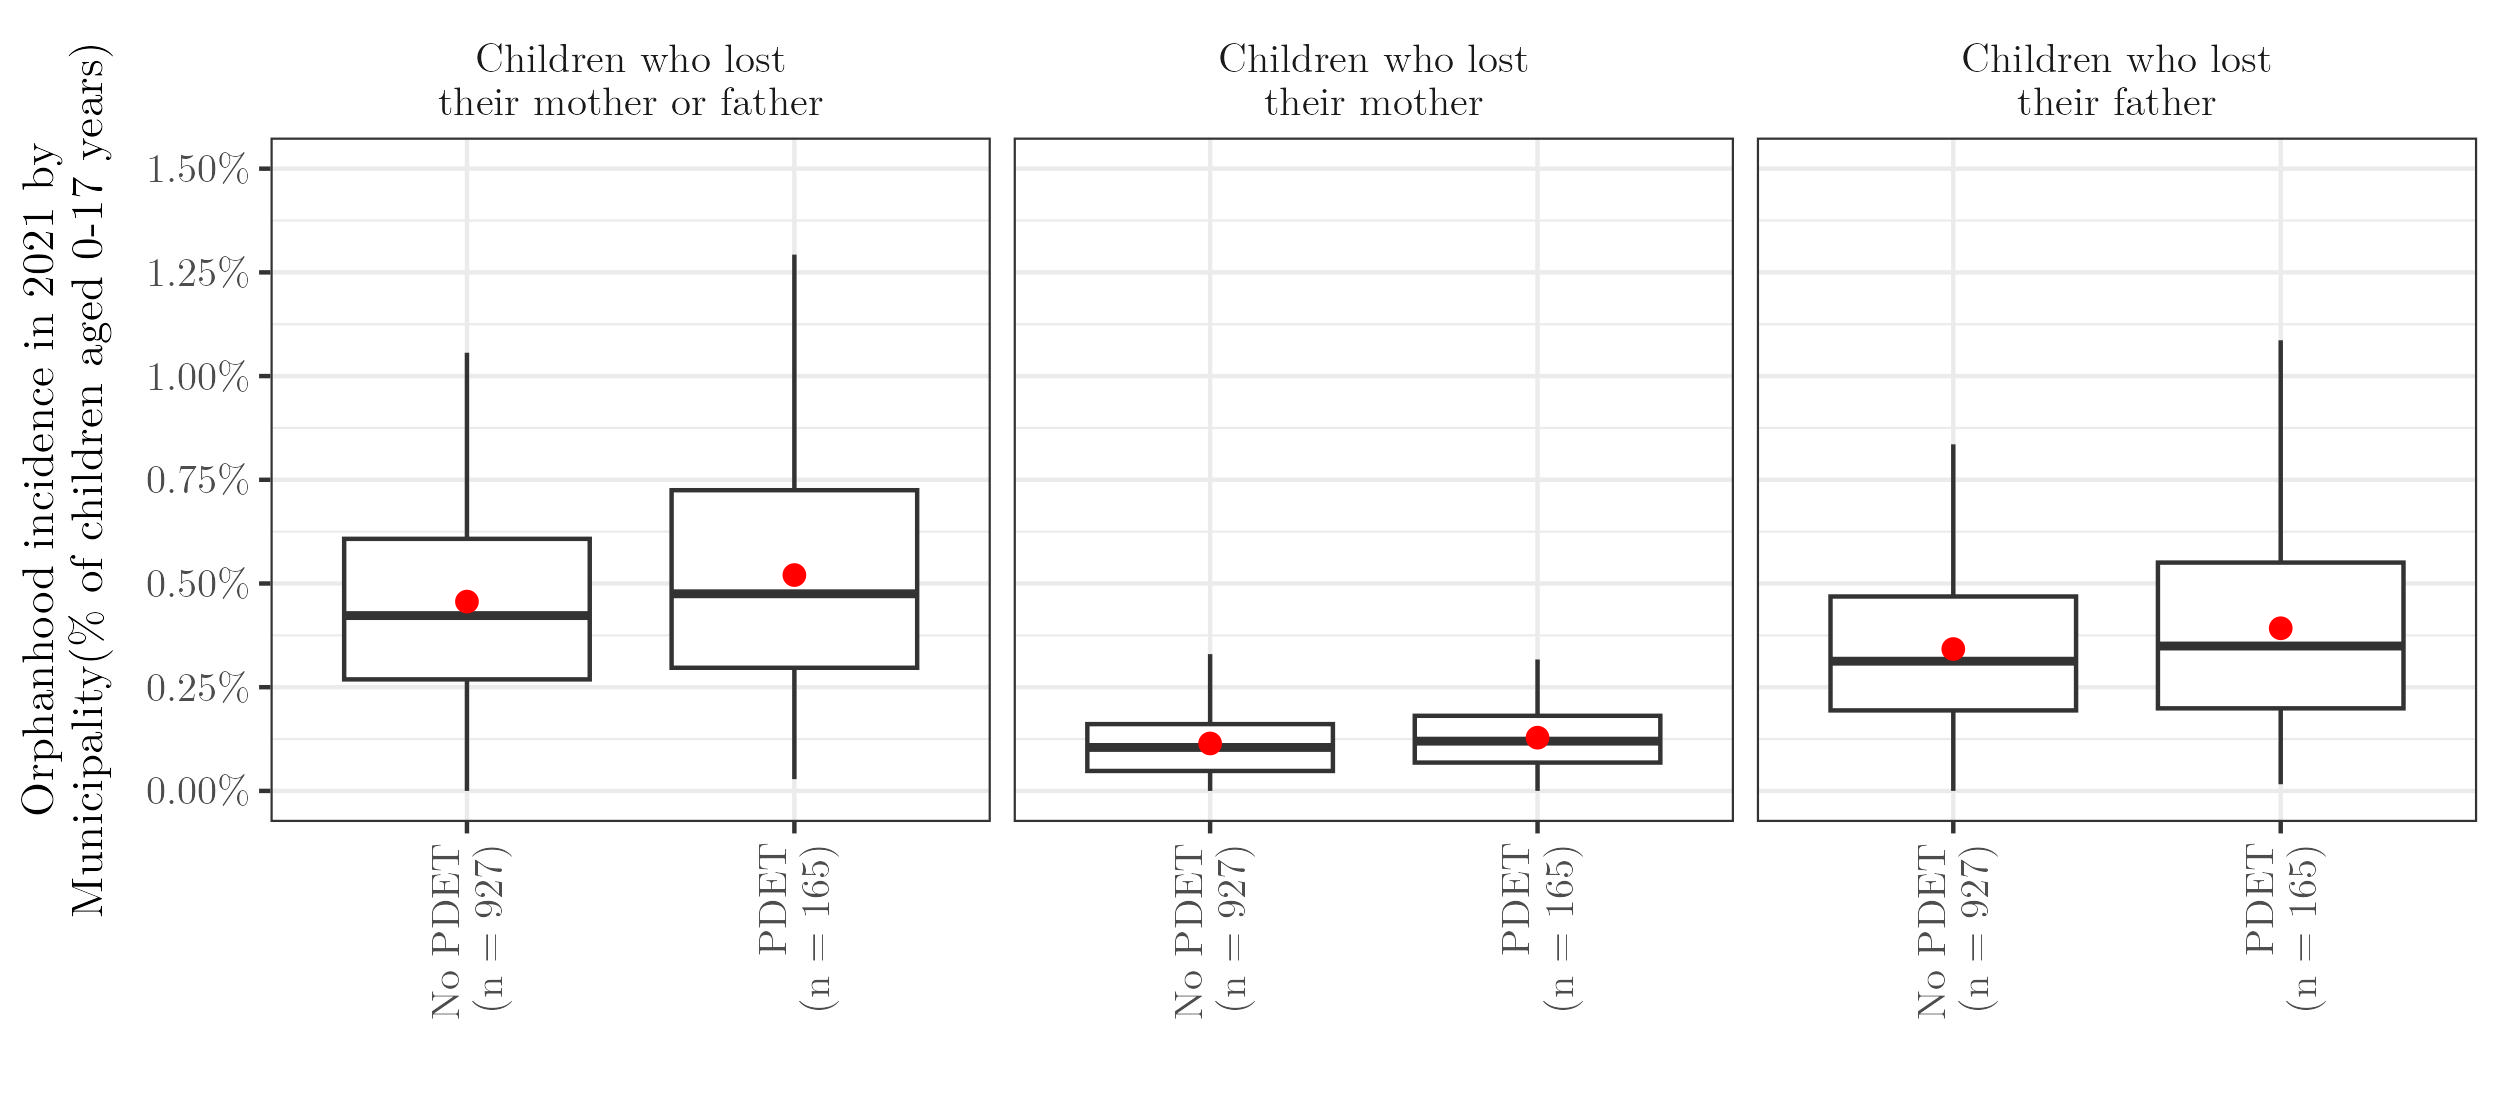 Orphanhood incidence in 2021 by
Municipality(% of children aged 0-17 years)
Children who lost
their mother or father
Children who lost
their mother
Children who lost
their father
1.50%
1.25%
1.00%
0.75%
0.50%
0.25%
0.00%
No PDET
(n = 927)
PDET
(n = 165)
No PDET
(n = 927)
PDET
(n = 165)
No PDET
(n = 927)
PDET
(n = 165)